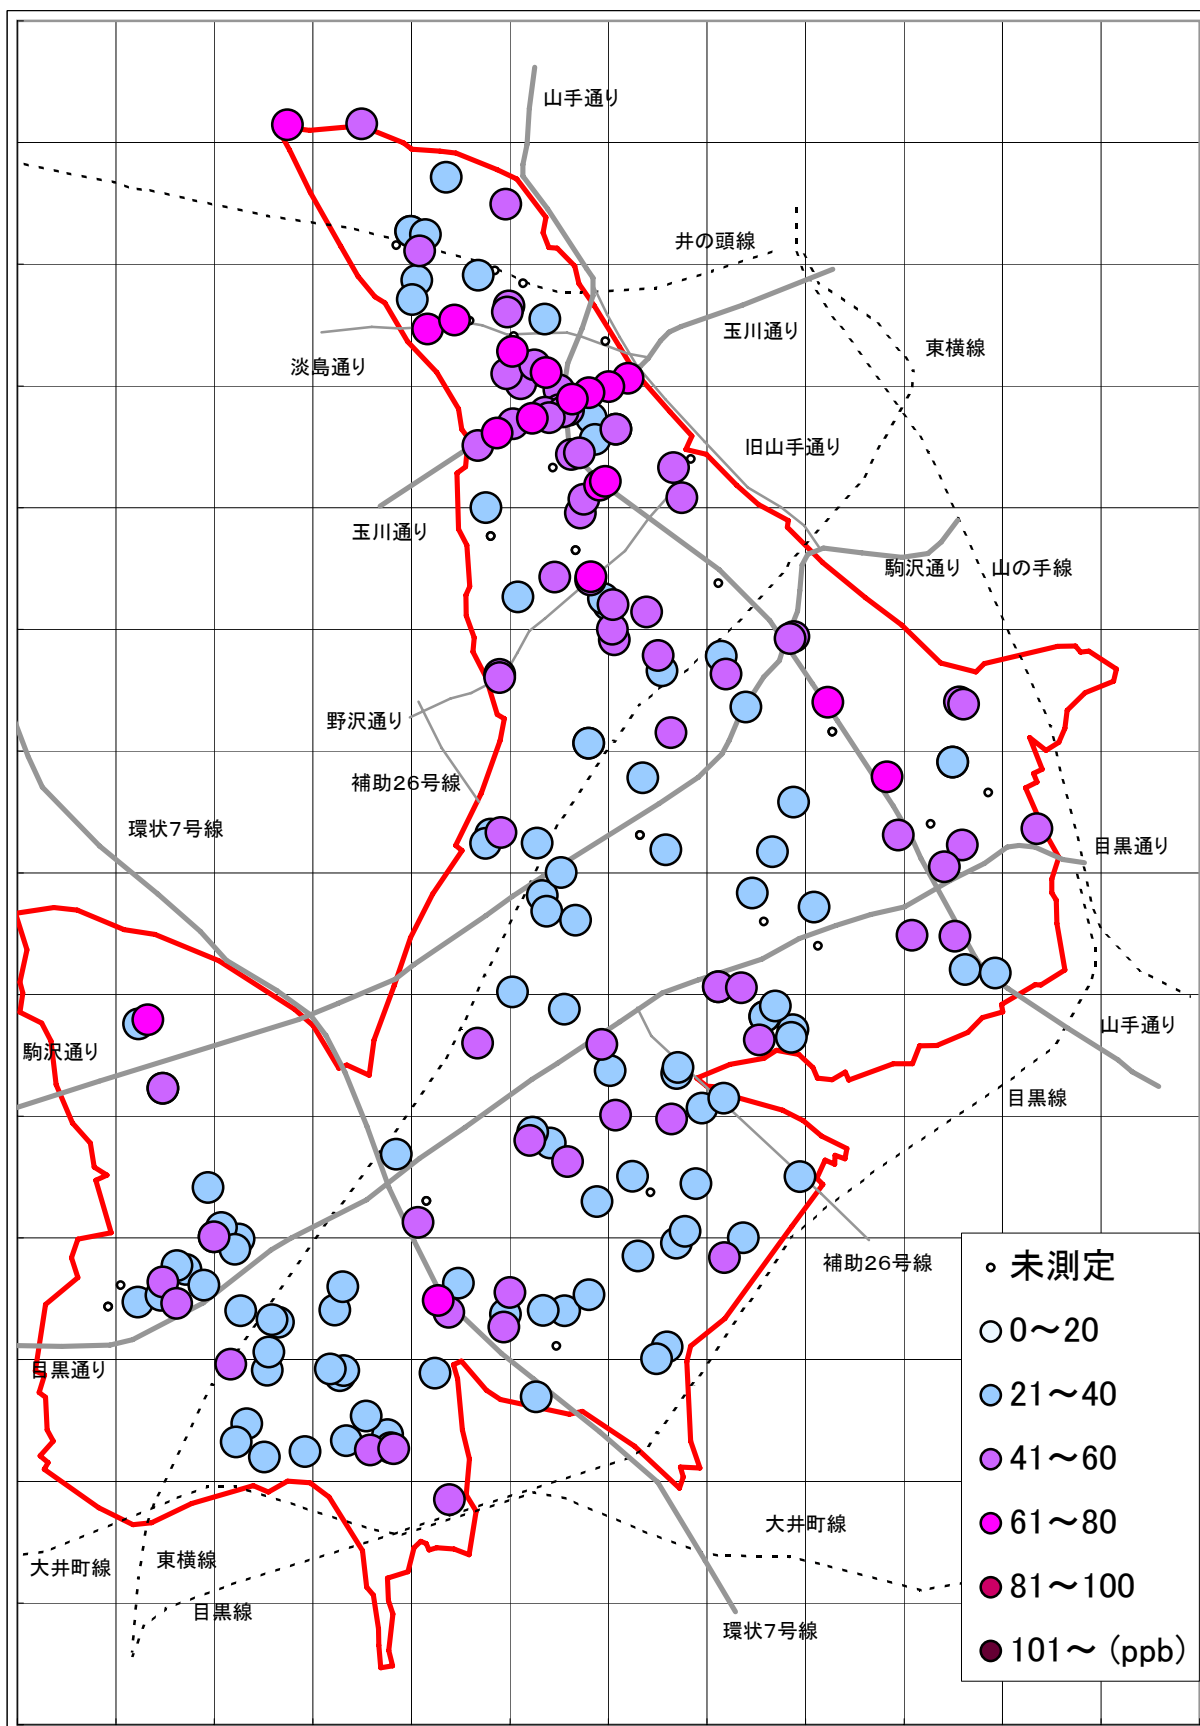 山手通り
井の頭線
玉川通り
東横線
淡島通り
旧山手通り
玉川通り
駒沢通り
山の手線
野沢通り
補助26号線
環状7号線
目黒通り
山手通り
駒沢通り
目黒線
補助26号線
目黒通り
大井町線
東横線
大井町線
目黒線
環状7号線
未測定
0～20
21～40
41～60
61～80
81～100
101～ (ppb)